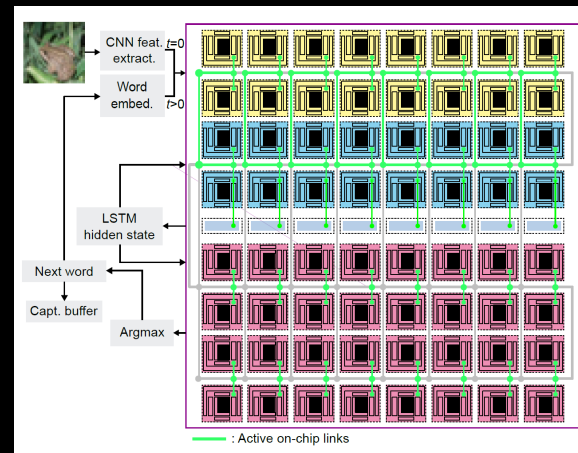 CNN feat.
extract.
t=0
Word
embed.
t>0
LSTM
hidden state
Next word
Capt. buffer
Argmax
: Active on-chip links